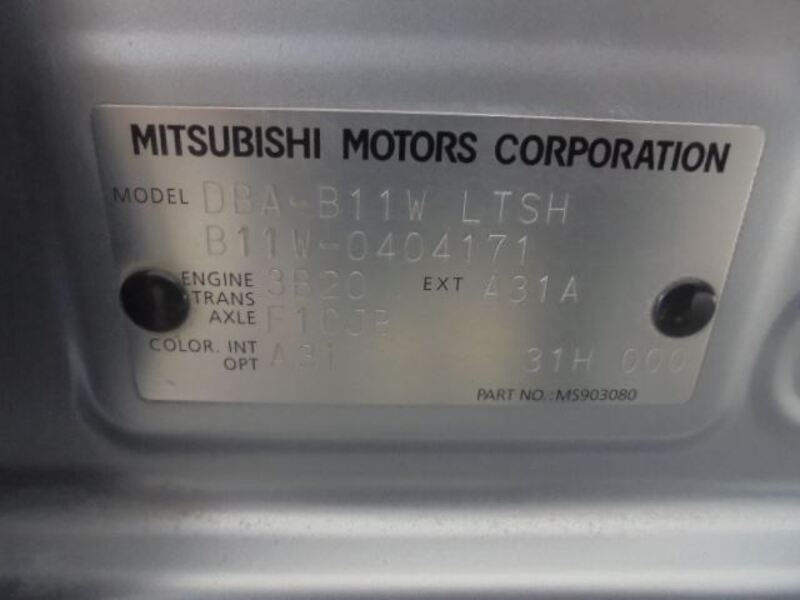 MITSUBISHI MOTORS CORPORATION
MODEL DBA-B11W LTSH
B11W-0404171
ENGINE 3B20 EXT A31A
TRANS
AXLE F1CJB
COLOR. INT A31 31H 000
OPT
PART NO.: MS903080